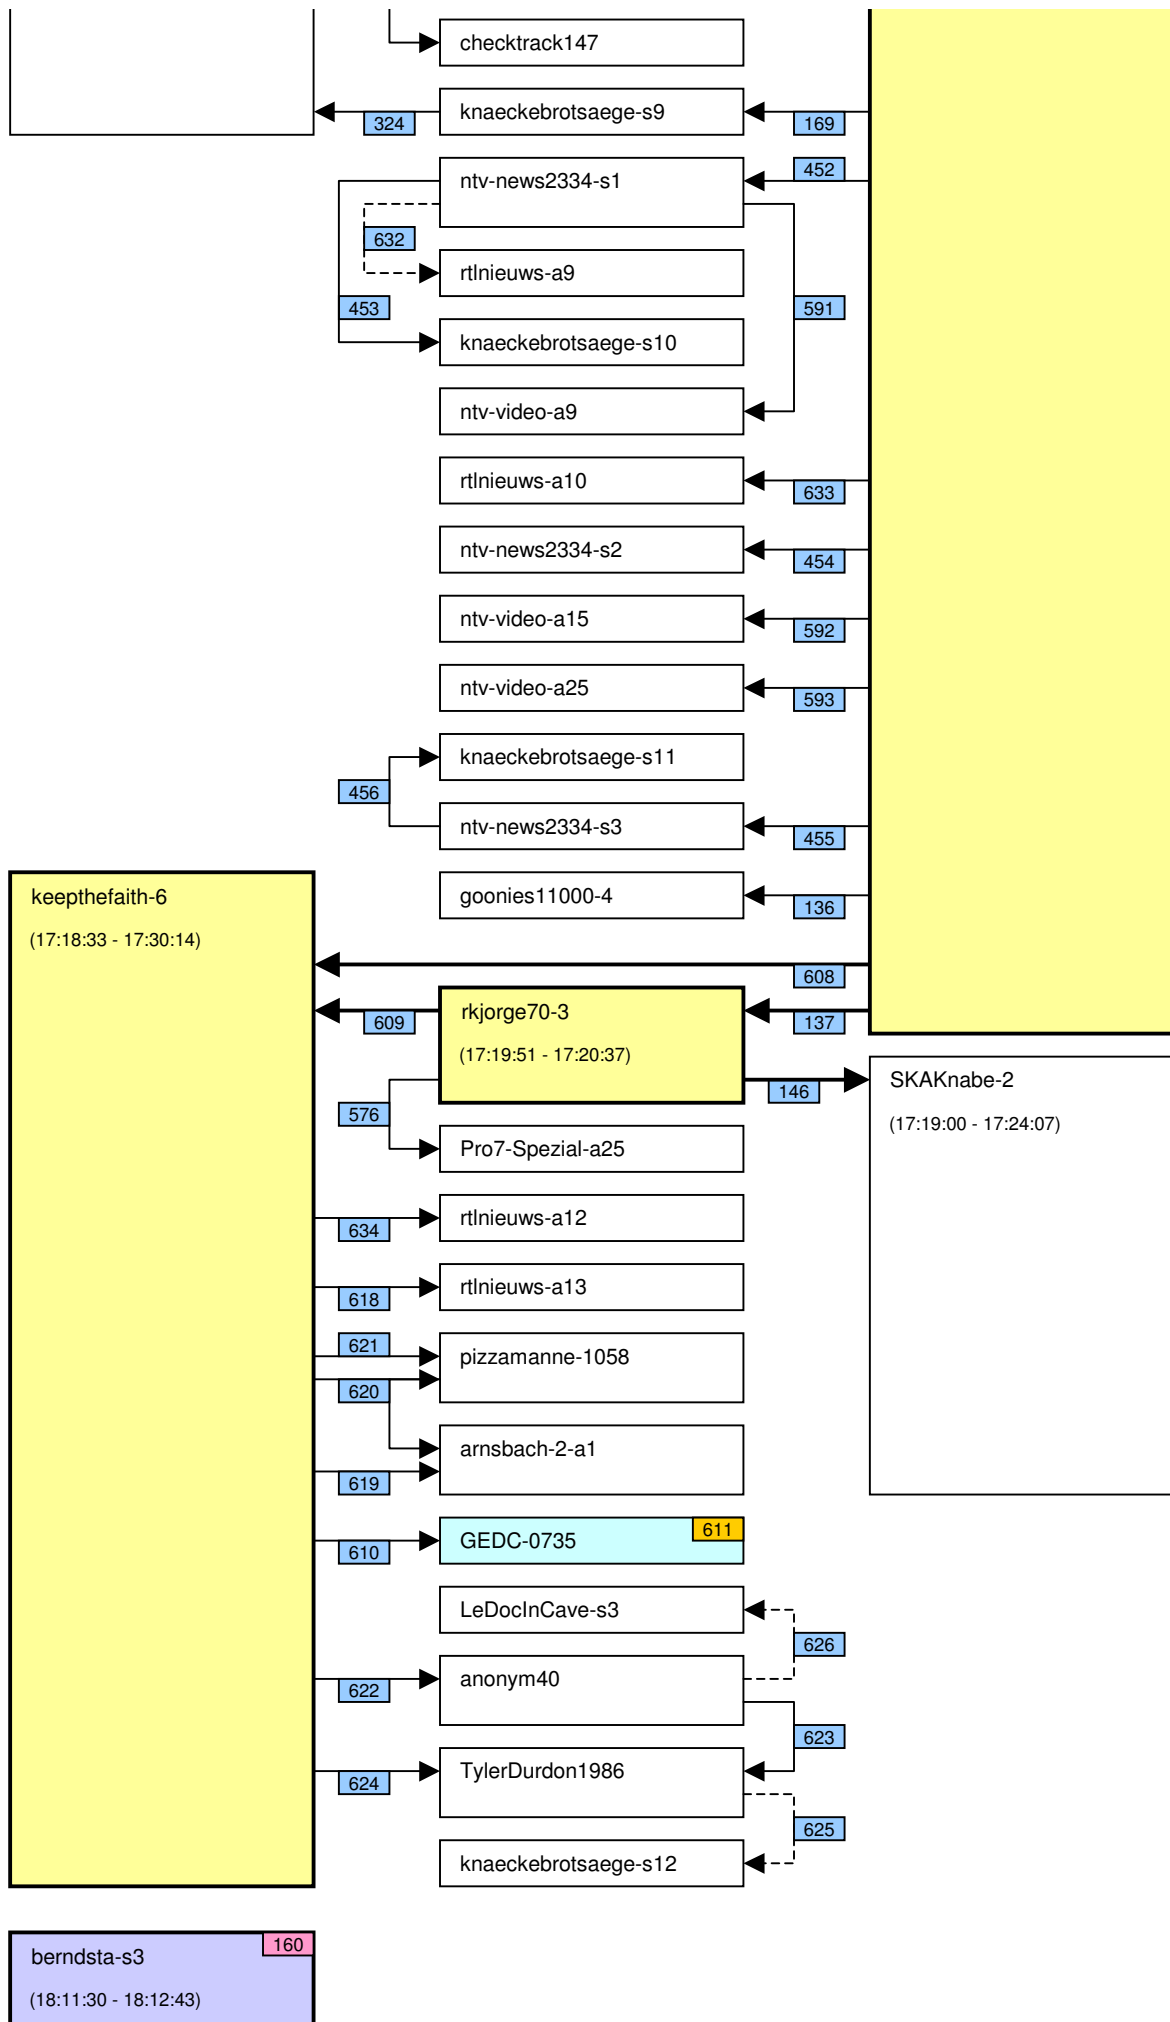 checktrack147
knaeckebrotsaege-s9
324
169
452
ntv-news2334-s1
632
rtlnieuws-a9
453
591
knaeckebrotsaege-s10
ntv-video-a9
rtlnieuws-a10
633
ntv-news2334-s2
454
ntv-video-a15
592
ntv-video-a25
593
knaeckebrotsaege-s11
456
ntv-news2334-s3
455
keepthefaith-6
(17:18:33 - 17:30:14)
goonies11000-4
136
608
rkjorge70-3
(17:19:51 - 17:20:37)
609
137
146
SKAKnabe-2
(17:19:00 - 17:24:07)
576
Pro7-Spezial-a25
rtlnieuws-a12
634
rtlnieuws-a13
618
621
pizzamanne-1058
620
arnsbach-2-a1
619
611
GEDC-0735
610
LeDocInCave-s3
626
anonym40
622
623
TylerDurdon1986
624
625
knaeckebrotsaege-s12
160
berndsta-s3
(18:11:30 - 18:12:43)